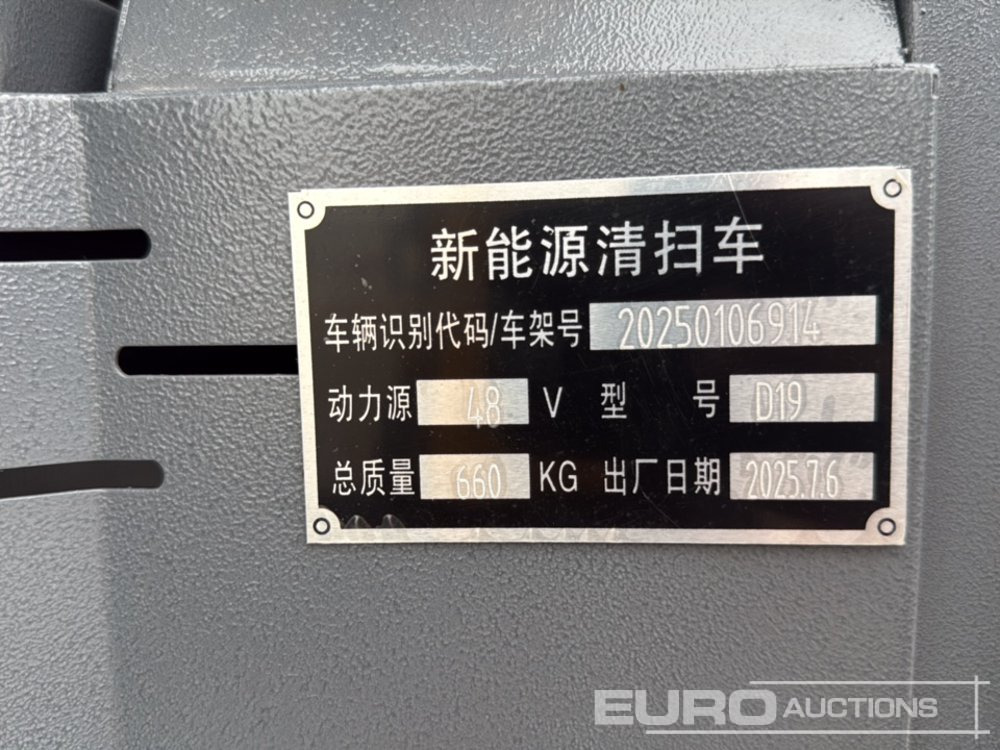 新能源清扫车
车辆识别代码/车架号 20250106914
动力源 48 V 型 号 D19
总质量 660 KG 出厂日期 2025.7.6
EURO AUCTIONS